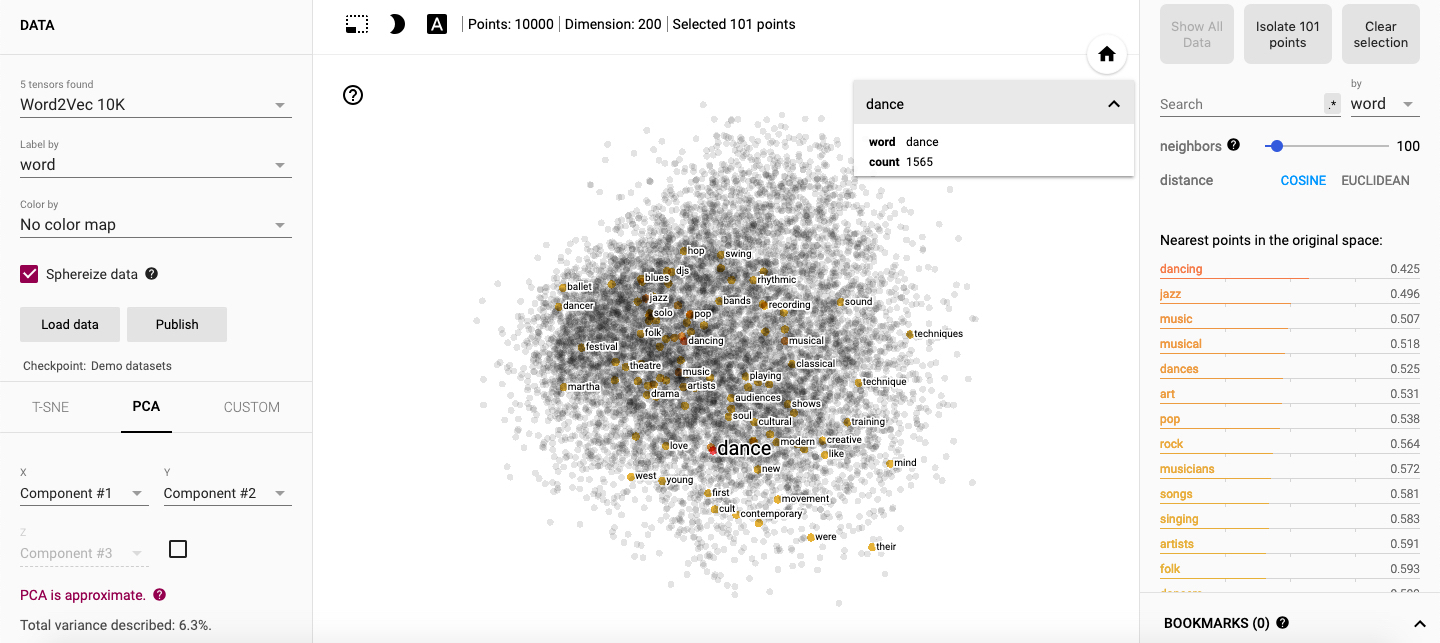 DATA
5 tensors found
Word2Vec 10K
Label by
word
Color by
No color map
Sphereize data
Load data
Publish
Checkpoint: Demo datasets
T-SNE
PCA
CUSTOM
X
Component #1
Y
Component #2
Z
Component #3
PCA is approximate.
Total variance described: 6.3%.
A
Points: 10000 | Dimension: 200 | Selected 101 points
dance
word dance
count 1565
hop
swing
djs
blues
rhythmic
ballet
jazz
bands
dancer
recording
sound
solo
pop
folk
techniques
dancing
musical
festival
theatre
classical
music
playing
technique
martha
artists
drama
audiences
shows
soul
cultural
training
modern
creative
love
dance
like
new
mind
west
young
first
movement
cult
contemporary
were
their
Show All Data
Isolate 101 points
Clear selection
Search
.*
by
word
neighbors
100
distance
COSINE
EUCLIDEAN
Nearest points in the original space:
dancing 0.425
jazz 0.496
music 0.507
musical 0.518
dances 0.525
art 0.531
pop 0.538
rock 0.564
musicians 0.572
songs 0.581
singing 0.583
artists 0.591
folk 0.593
BOOKMARKS (0)